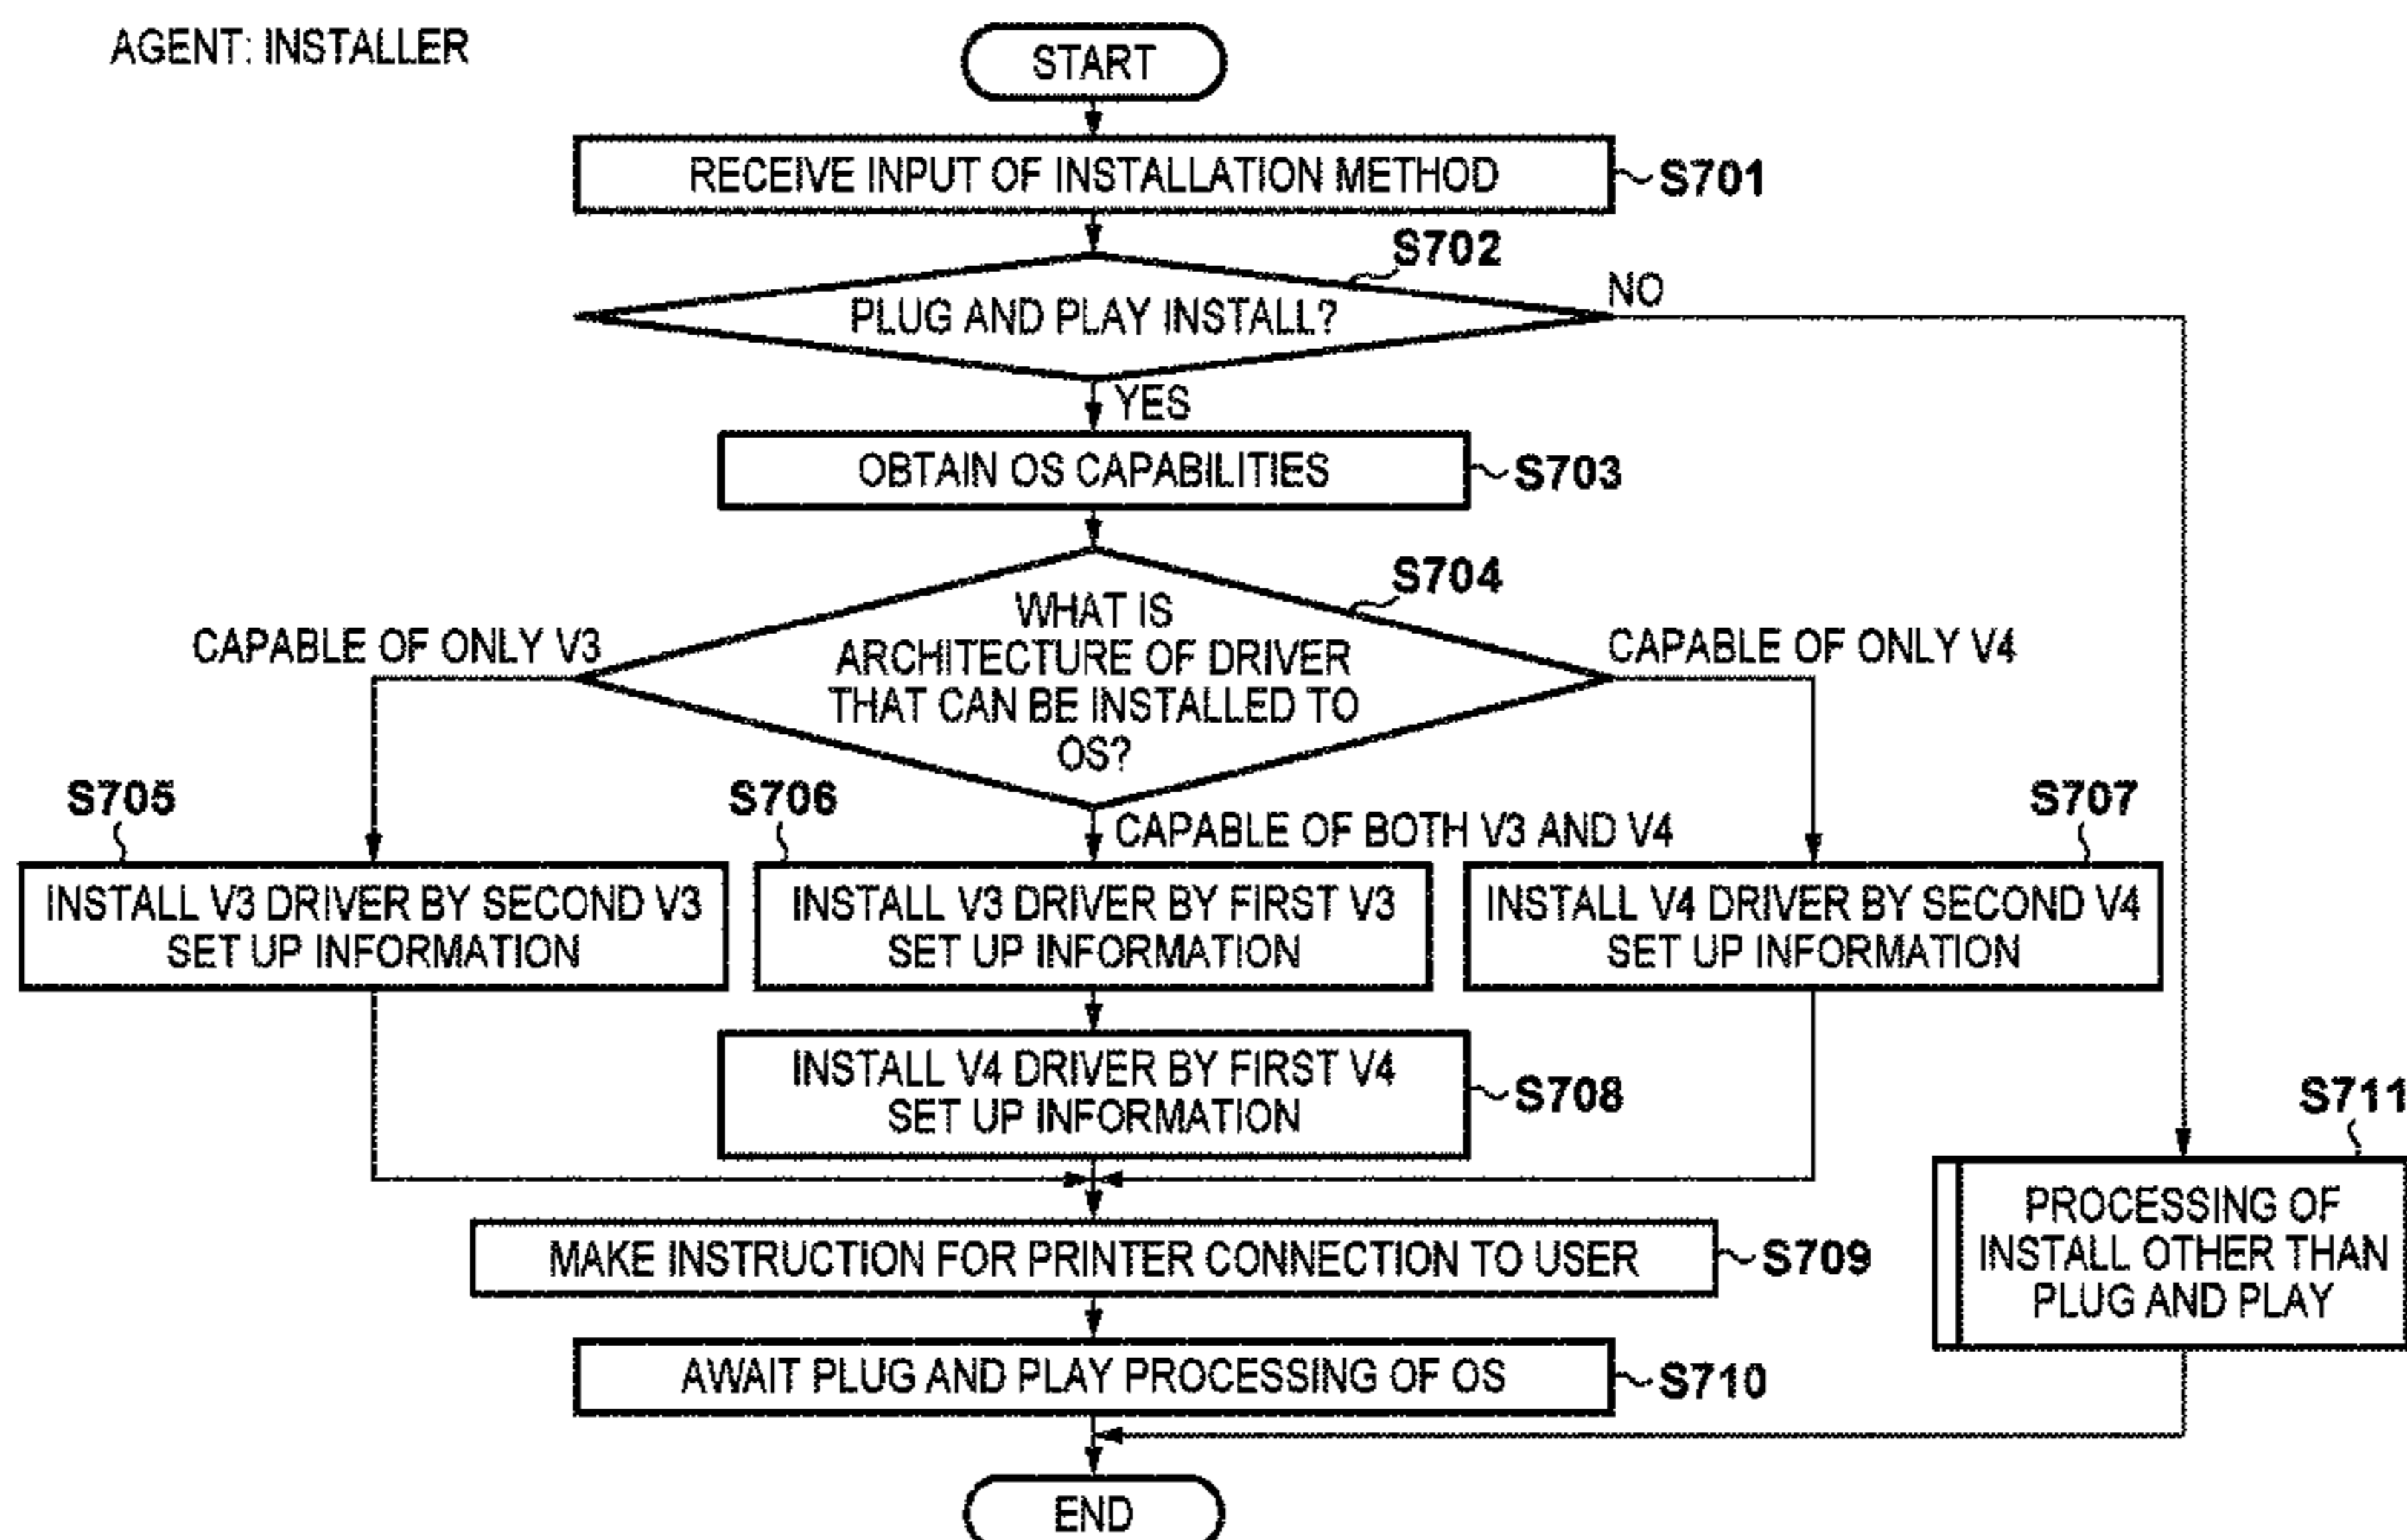 AGENT: INSTALLER
START
RECEIVE INPUT OF INSTALLATION METHOD
S701
S702
PLUG AND PLAY INSTALL?
NO
YES
OBTAIN OS CAPABILITIES
S703
S704
WHAT IS
ARCHITECTURE OF DRIVER
THAT CAN BE INSTALLED TO
OS?
CAPABLE OF ONLY V3
CAPABLE OF ONLY V4
CAPABLE OF BOTH V3 AND V4
S705
INSTALL V3 DRIVER BY SECOND V3
SET UP INFORMATION
S706
INSTALL V3 DRIVER BY FIRST V3
SET UP INFORMATION
S707
INSTALL V4 DRIVER BY SECOND V4
SET UP INFORMATION
INSTALL V4 DRIVER BY FIRST V4
SET UP INFORMATION
S708
S711
PROCESSING OF
INSTALL OTHER THAN
PLUG AND PLAY
MAKE INSTRUCTION FOR PRINTER CONNECTION TO USER
S709
AWAIT PLUG AND PLAY PROCESSING OF OS
S710
END